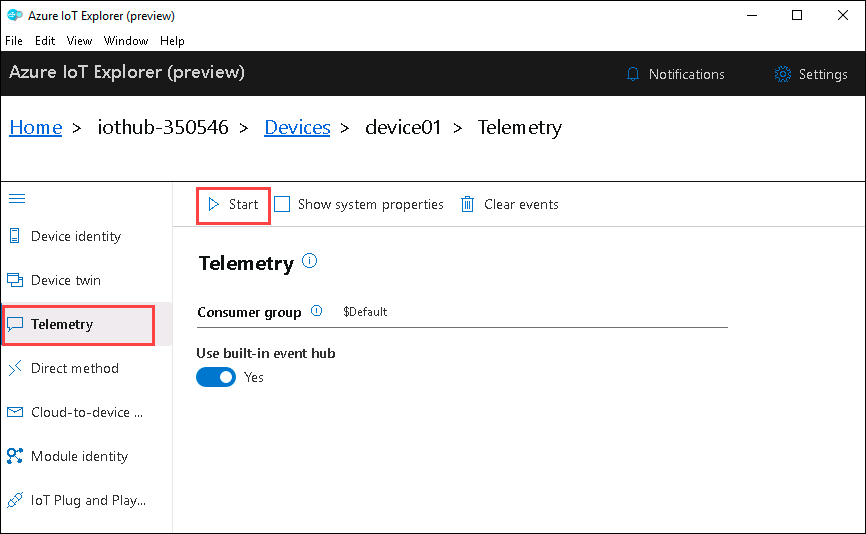 Azure IoT Explorer (preview)
File Edit View Window Help
Azure IoT Explorer (preview) Notifications Settings
Home > iothub-350546 > Devices > device01 > Telemetry
Start Show system properties Clear events
Device identity
Device twin
Telemetry
Direct method
Cloud-to-device ...
Module identity
IoT Plug and Play...
Telemetry
Consumer group $Default
Use built-in event hub
Yes